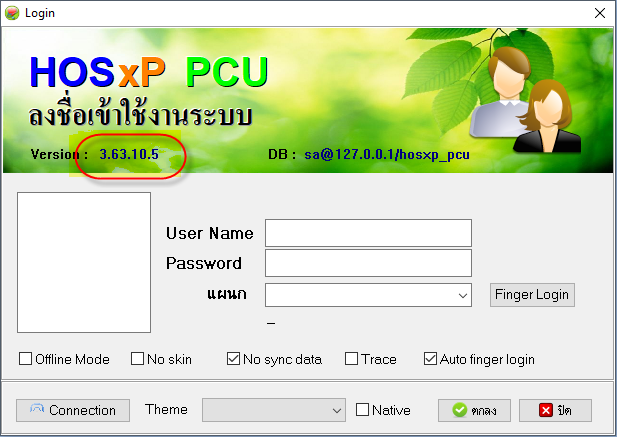 Login
HOSxP PCU
ลงชื่อเข้าใช้งานระบบ
Version : 3.63.10.5 DB : sa@127.0.0.1/hosxp_pcu
User Name
Password
แผนก Finger Login
–
Offline Mode No skin No sync data Trace Auto finger login
Connection Theme Native ตกลง ปิด